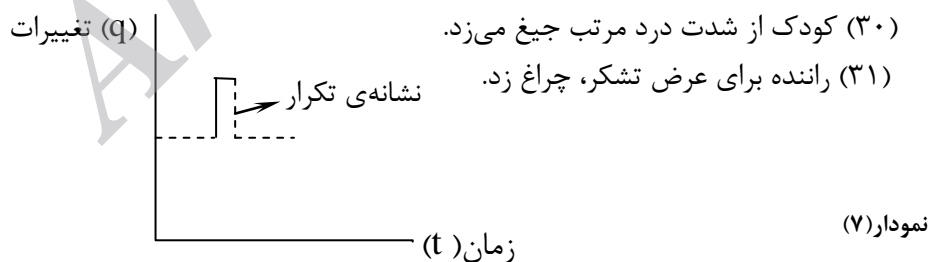 (۳۰) کودک از شدت درد مرتب جیغ می‌زد.
(q) تغییرات
(۳۱) راننده برای عرض تشکر، چراغ زد.
نشانه‌ی تکرار
نمودار(۷)
زمان( t)